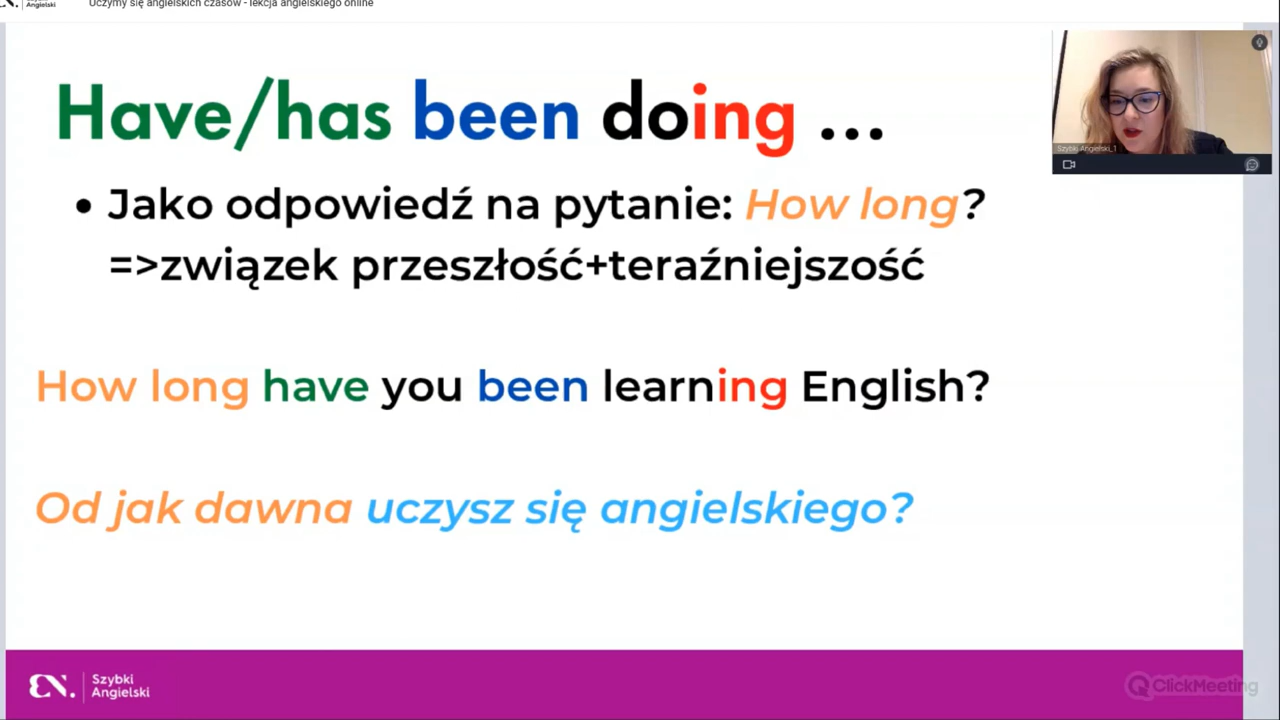 Angielski
Uczymy się angielskich czasów - lekcja angielskiego online
Have/has been doing ...
• Jako odpowiedź na pytanie: How long?
=>związek przeszłość+teraźniejszość
How long have you been learning English?
Od jak dawna uczysz się angielskiego?
Szybki Angielski_1
Szybki
Angielski
ClickMeeting